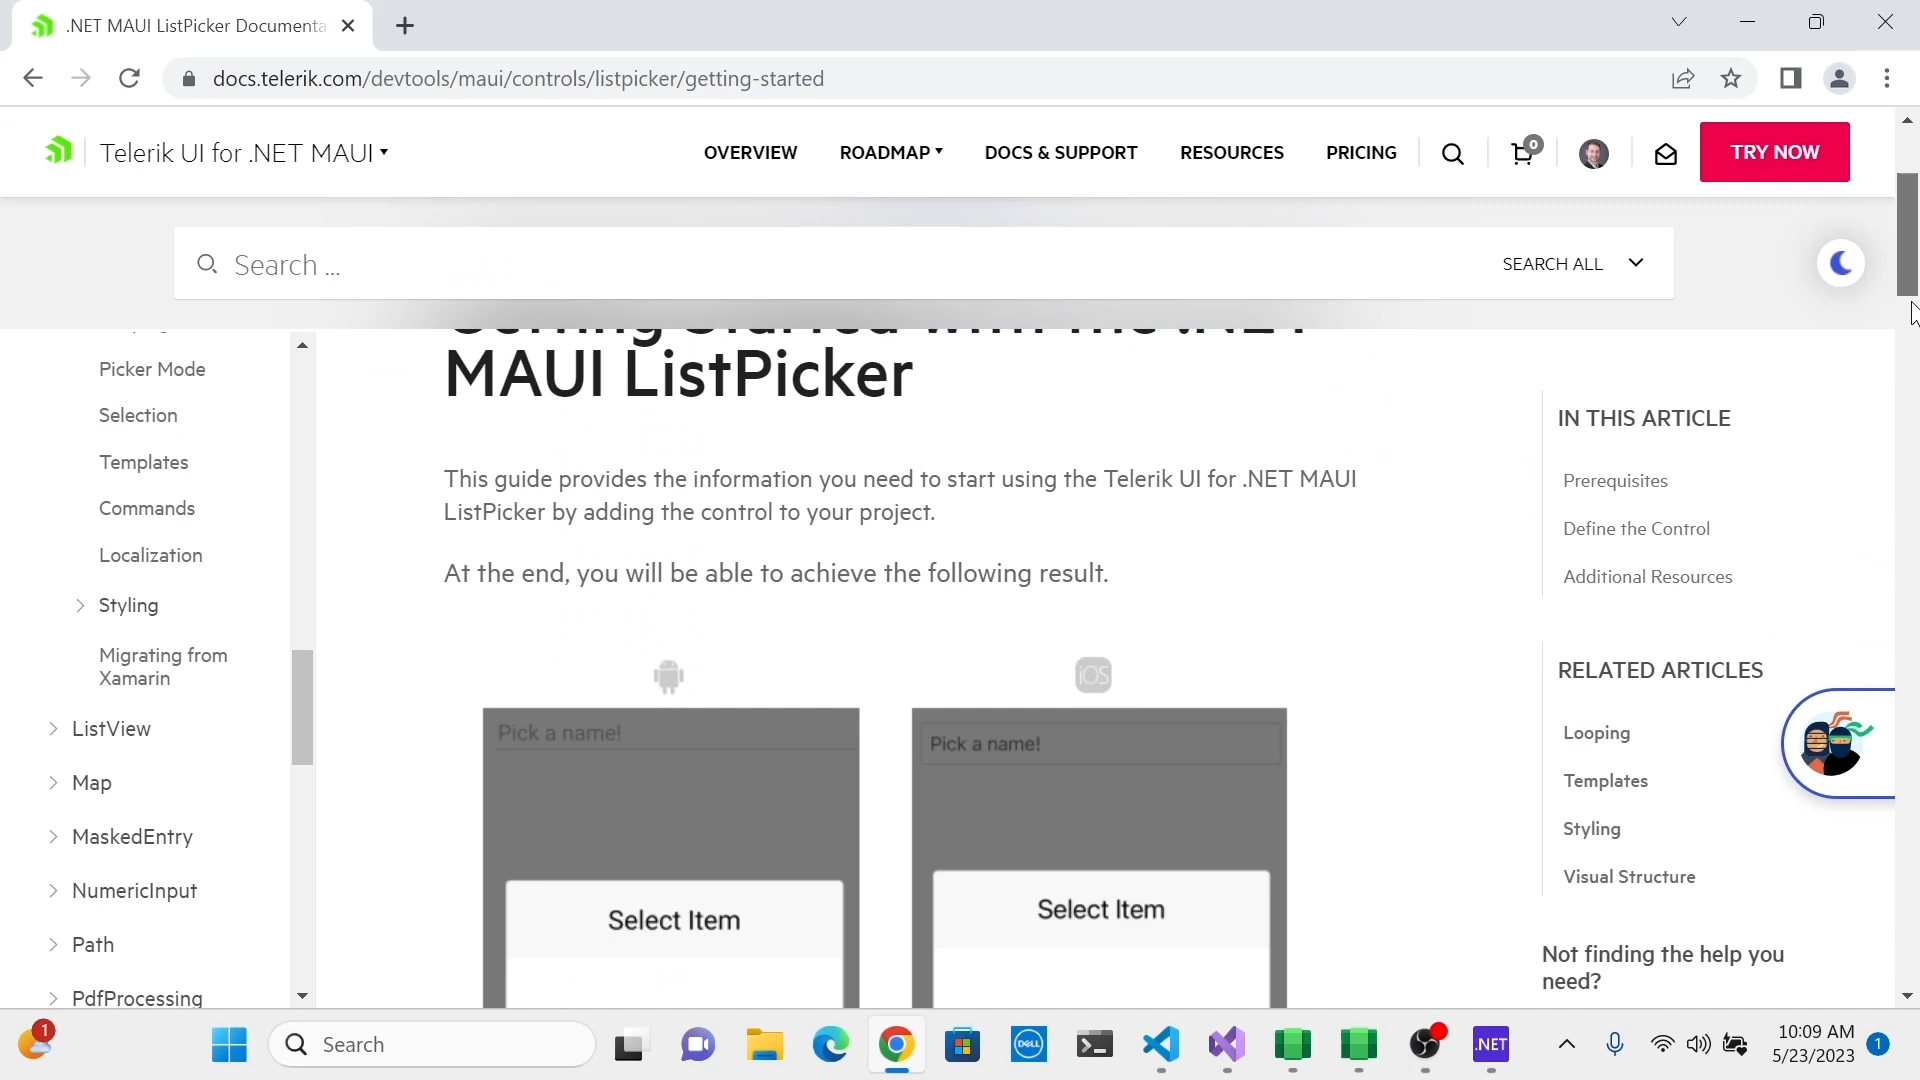 .NET MAUI ListPicker Documenta
docs.telerik.com/devtools/maui/controls/listpicker/getting-started
Telerik UI for .NET MAUI
OVERVIEW
ROADMAP
DOCS & SUPPORT
RESOURCES
PRICING
0
TRY NOW
Search ...
SEARCH ALL
Picker Mode
Selection
Templates
Commands
Localization
Styling
Migrating from
Xamarin
ListView
Map
MaskedEntry
NumericInput
Path
PdfProcessing
Getting Started with the .NET
MAUI ListPicker
This guide provides the information you need to start using the Telerik UI for .NET MAUI
ListPicker by adding the control to your project.
At the end, you will be able to achieve the following result.
iOS
Pick a name!
Pick a name!
Select Item
Select Item
IN THIS ARTICLE
Prerequisites
Define the Control
Additional Resources
RELATED ARTICLES
Looping
Templates
Styling
Visual Structure
Not finding the help you
need?
1
Search
DELL
.NET
10:09 AM
5/23/2023
1